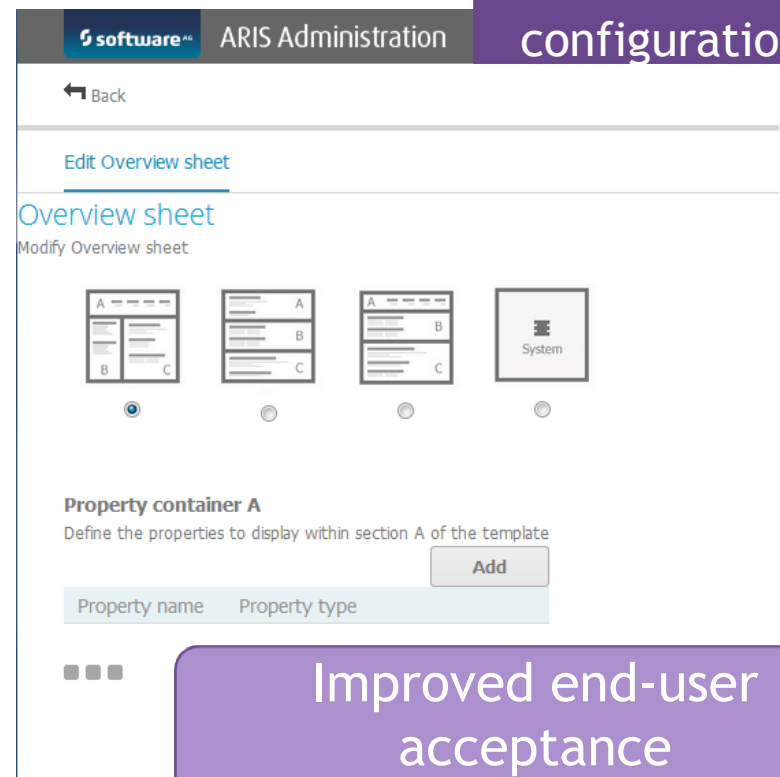 software AG ARIS Administration
configuratio
Back
Edit Overview sheet
Overview sheet
Modify Overview sheet
A A A
B B
System
B C C C
Property container A
Define the properties to display within section A of the template
Add
Property name Property type
Improved end-user
acceptance